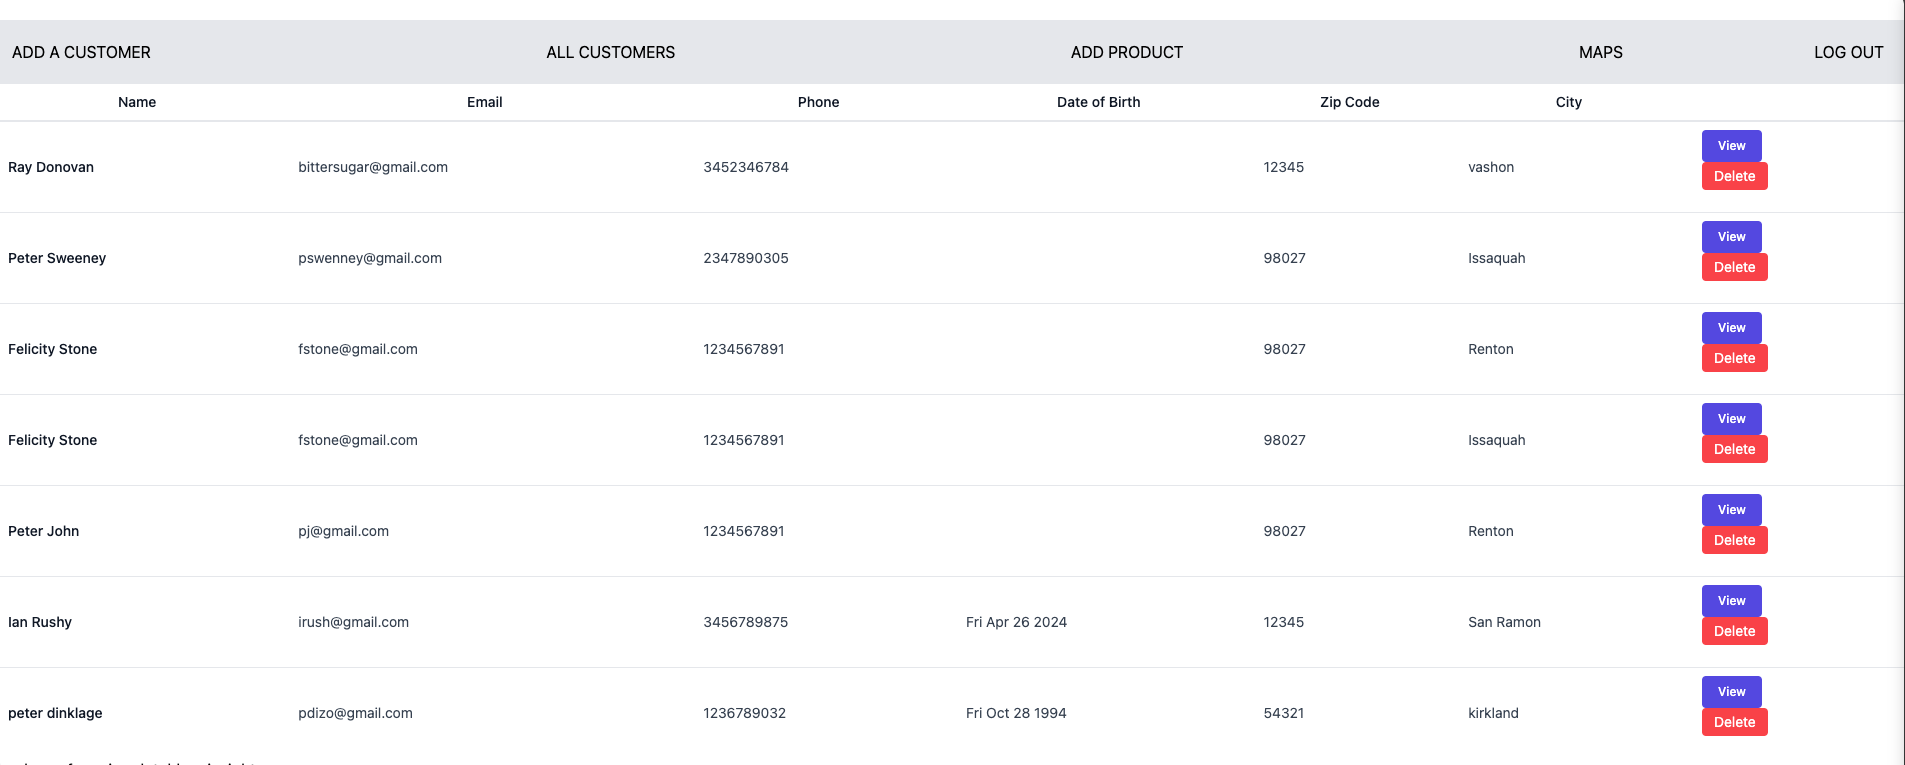 ADD A CUSTOMER ALL CUSTOMERS ADD PRODUCT MAPS LOG OUT
Name Email Phone Date of Birth Zip Code City
Ray Donovan bittersugar@gmail.com 3452346784 12345 vashon View
Delete
Peter Sweeney pswenney@gmail.com 2347890305 98027 Issaquah View
Delete
Felicity Stone fstone@gmail.com 1234567891 98027 Renton View
Delete
Felicity Stone fstone@gmail.com 1234567891 98027 Issaquah View
Delete
Peter John pj@gmail.com 1234567891 98027 Renton View
Delete
Ian Rushy irush@gmail.com 3456789875 Fri Apr 26 2024 12345 San Ramon View
Delete
peter dinklage pdizo@gmail.com 1236789032 Fri Oct 28 1994 54321 kirkland View
Delete